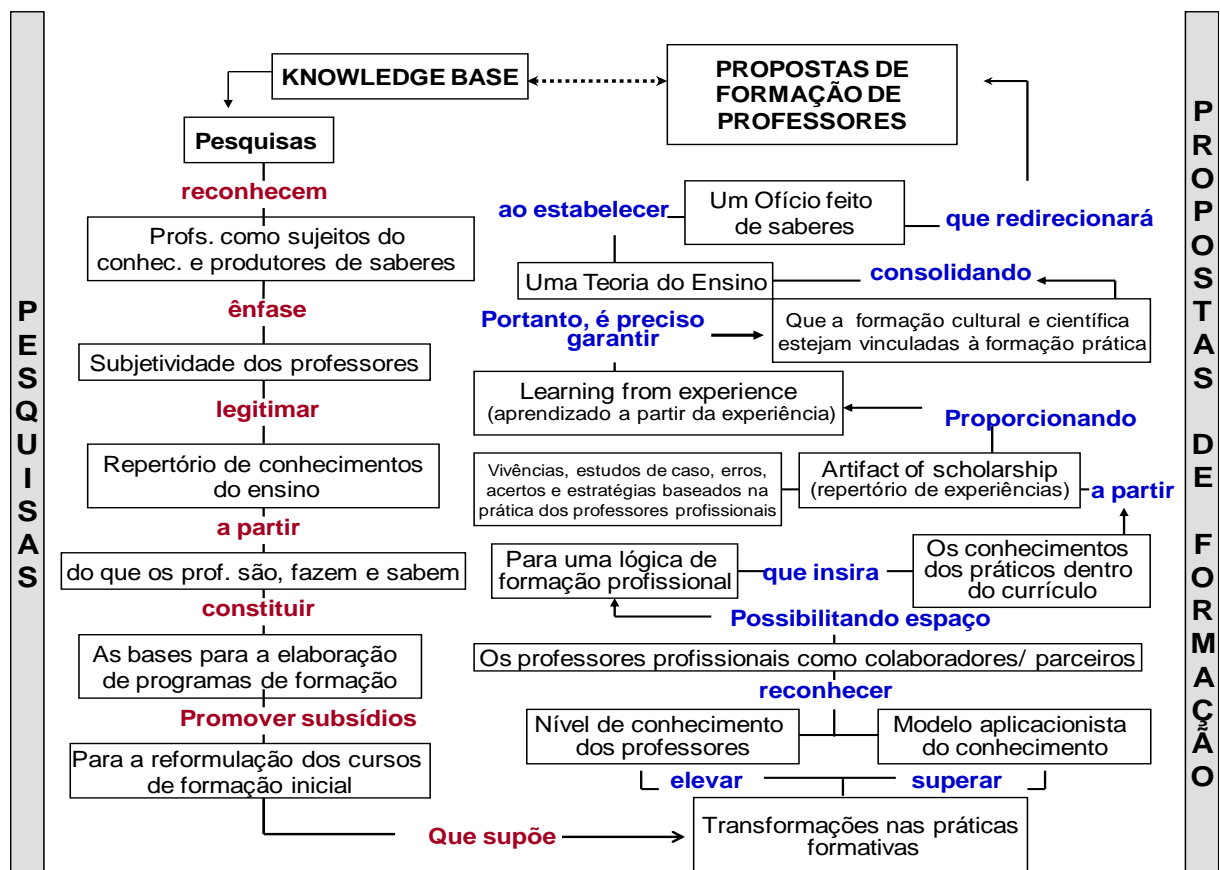 KNOWLEDGE BASE
PROPOSTAS DE
FORMAÇÃO DE
PROFESSORES
Pesquisas
reconhecem
Profs. como sujeitos do
conhec. e produtores de saberes
ênfase
Subjetividade dos professores
legitimar
Repertório de conhecimentos
do ensino
a partir
do que os prof. são, fazem e sabem
constituir
As bases para a elaboração
de programas de formação
Promover subsídios
Para a reformulação dos cursos
de formação inicial
Que supõe
Transformações nas práticas
formativas
elevar
superar
Nível de conhecimento
dos professores
Modelo aplicacionista
do conhecimento
reconhecer
Os professores profissionais como colaboradores/ parceiros
Possibilitando espaço
Para uma lógica de
formação profissional
que insira
Os conhecimentos
dos práticos dentro
do currículo
a partir
Artifact of scholarship
(repertório de experiências)
Vivências, estudos de caso, erros,
acertos e estratégias baseados na
prática dos professores profissionais
Proporcionando
Learning from experience
(aprendizado a partir da experiência)
Portanto, é preciso
garantir
Que a formação cultural e científica
estejam vinculadas à formação prática
consolidando
Uma Teoria do Ensino
ao estabelecer
Um Ofício feito
de saberes
que redirecionará
PESQUISAS
PROPOSTAS DE FORMAÇÃO